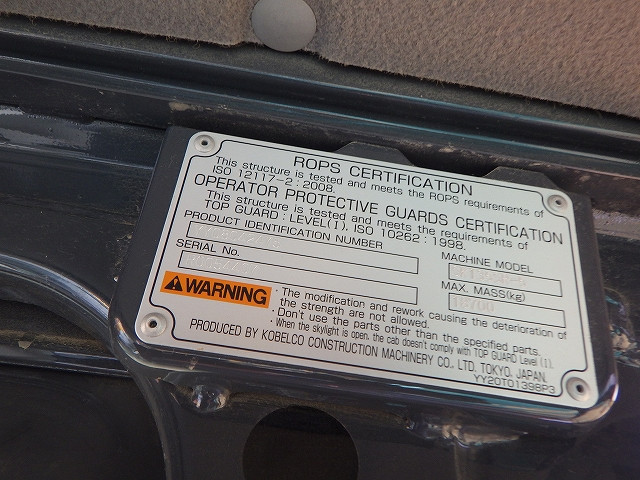 ROPS CERTIFICATION
This structure is tested and meets the ROPS requirements of
ISO 12117-2 : 2008.
OPERATOR PROTECTIVE GUARDS CERTIFICATION
This structure is tested and meets the requirements of
TOP GUARD : LEVEL(I), ISO 10262 : 1998.
PRODUCT IDENTIFICATION NUMBER
MACHINE MODEL
SERIAL No.
MAX. MASS(kg)
WARNING
· The modification and rework causing the deterioration of
the strength are not allowed.
· Don't use the parts other than the specified parts.
· When the skylight is open, the cab doesn't comply with TOP GUARD Level (I).
PRODUCED BY KOBELCO CONSTRUCTION MACHINERY CO., LTD. TOKYO, JAPAN.
YY20T01398P3